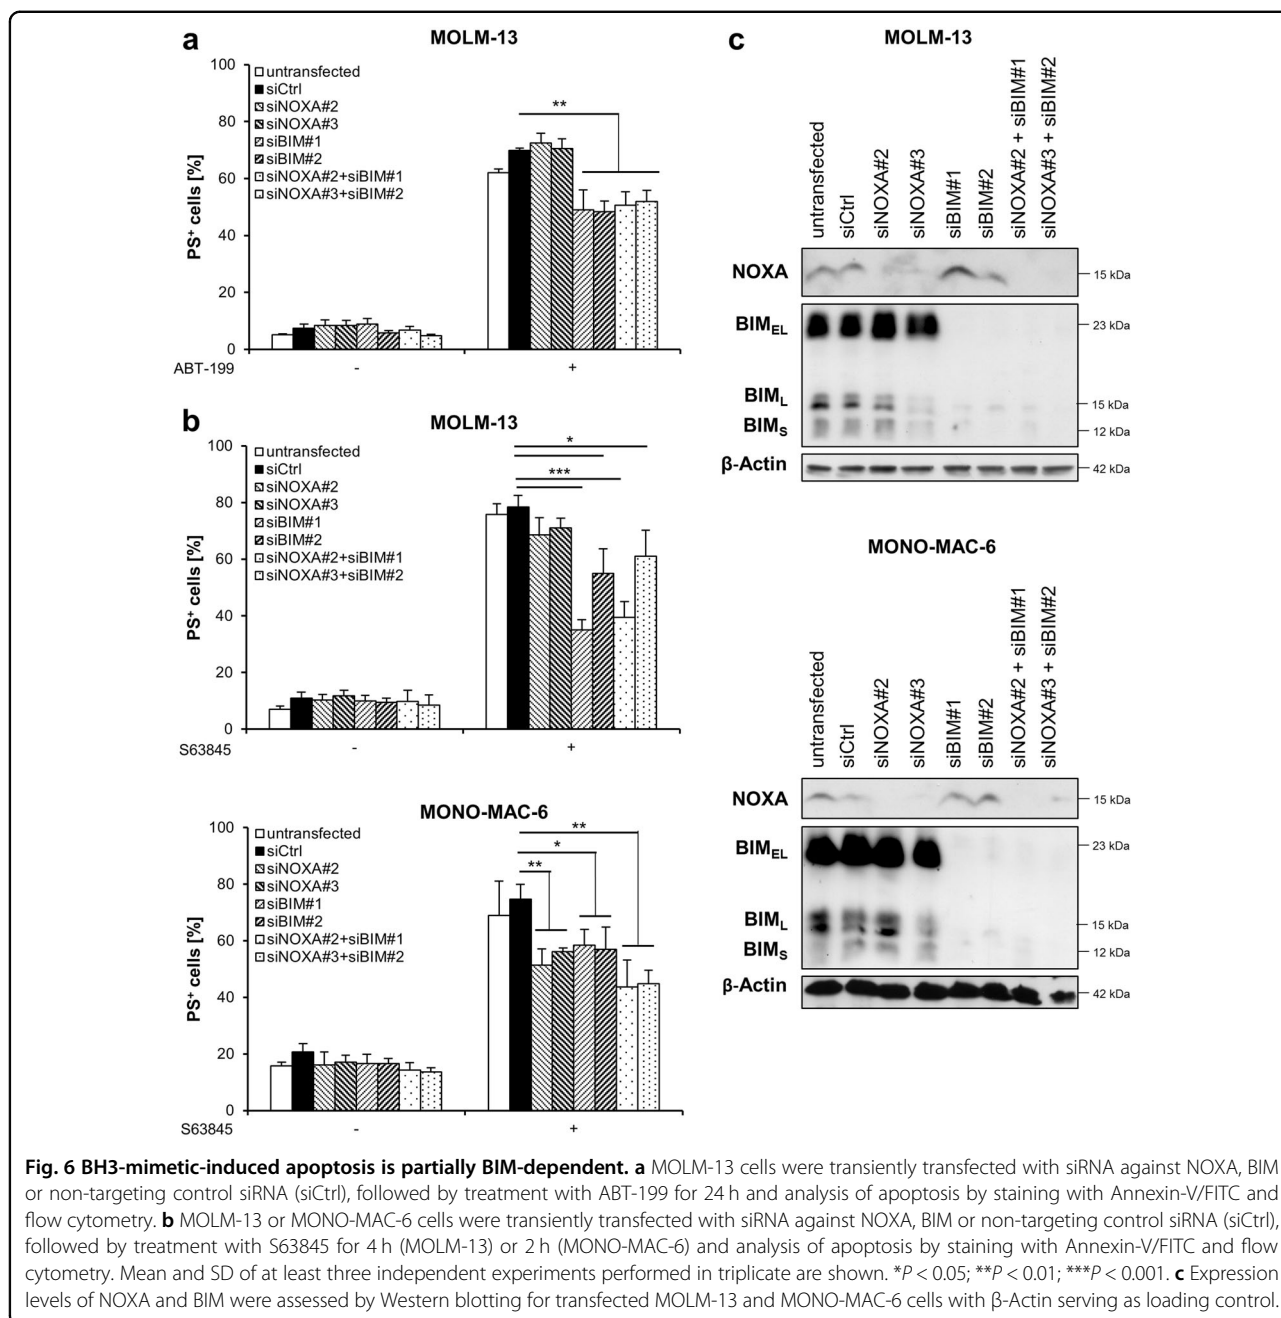 a
MOLM-13
100
80
60
40
20
0
PS+ cells [%]
untransfected
siCtrl
siNOXA#2
siNOXA#3
siBIM#1
siBIM#2
siNOXA#2+siBIM#1
siNOXA#3+siBIM#2
**
ABT-199
-
+
b
MOLM-13
100
80
60
40
20
0
PS+ cells [%]
untransfected
siCtrl
siNOXA#2
siNOXA#3
siBIM#1
siBIM#2
siNOXA#2+siBIM#1
siNOXA#3+siBIM#2
*
***
S63845
-
+
MONO-MAC-6
100
80
60
40
20
0
PS+ cells [%]
untransfected
siCtrl
siNOXA#2
siNOXA#3
siBIM#1
siBIM#2
siNOXA#2+siBIM#1
siNOXA#3+siBIM#2
**
*
**
S63845
-
+
c
MOLM-13
untransfected
siCtrl
siNOXA#2
siNOXA#3
siBIM#1
siBIM#2
siNOXA#2 + siBIM#1
siNOXA#3 + siBIM#2
NOXA
15 kDa
BIMEL
23 kDa
BIML
15 kDa
BIMS
12 kDa
β-Actin
42 kDa
MONO-MAC-6
untransfected
siCtrl
siNOXA#2
siNOXA#3
siBIM#1
siBIM#2
siNOXA#2 + siBIM#1
siNOXA#3 + siBIM#2
NOXA
15 kDa
BIMEL
23 kDa
BIML
15 kDa
BIMS
12 kDa
β-Actin
42 kDa
Fig. 6 BH3-mimetic-induced apoptosis is partially BIM-dependent. a MOLM-13 cells were transiently transfected with siRNA against NOXA, BIM
or non-targeting control siRNA (siCtrl), followed by treatment with ABT-199 for 24 h and analysis of apoptosis by staining with Annexin-V/FITC and
flow cytometry. b MOLM-13 or MONO-MAC-6 cells were transiently transfected with siRNA against NOXA, BIM or non-targeting control siRNA (siCtrl),
followed by treatment with S63845 for 4 h (MOLM-13) or 2 h (MONO-MAC-6) and analysis of apoptosis by staining with Annexin-V/FITC and flow
cytometry. Mean and SD of at least three independent experiments performed in triplicate are shown. *P < 0.05; **P < 0.01; ***P < 0.001. c Expression
levels of NOXA and BIM were assessed by Western blotting for transfected MOLM-13 and MONO-MAC-6 cells with β-Actin serving as loading control.